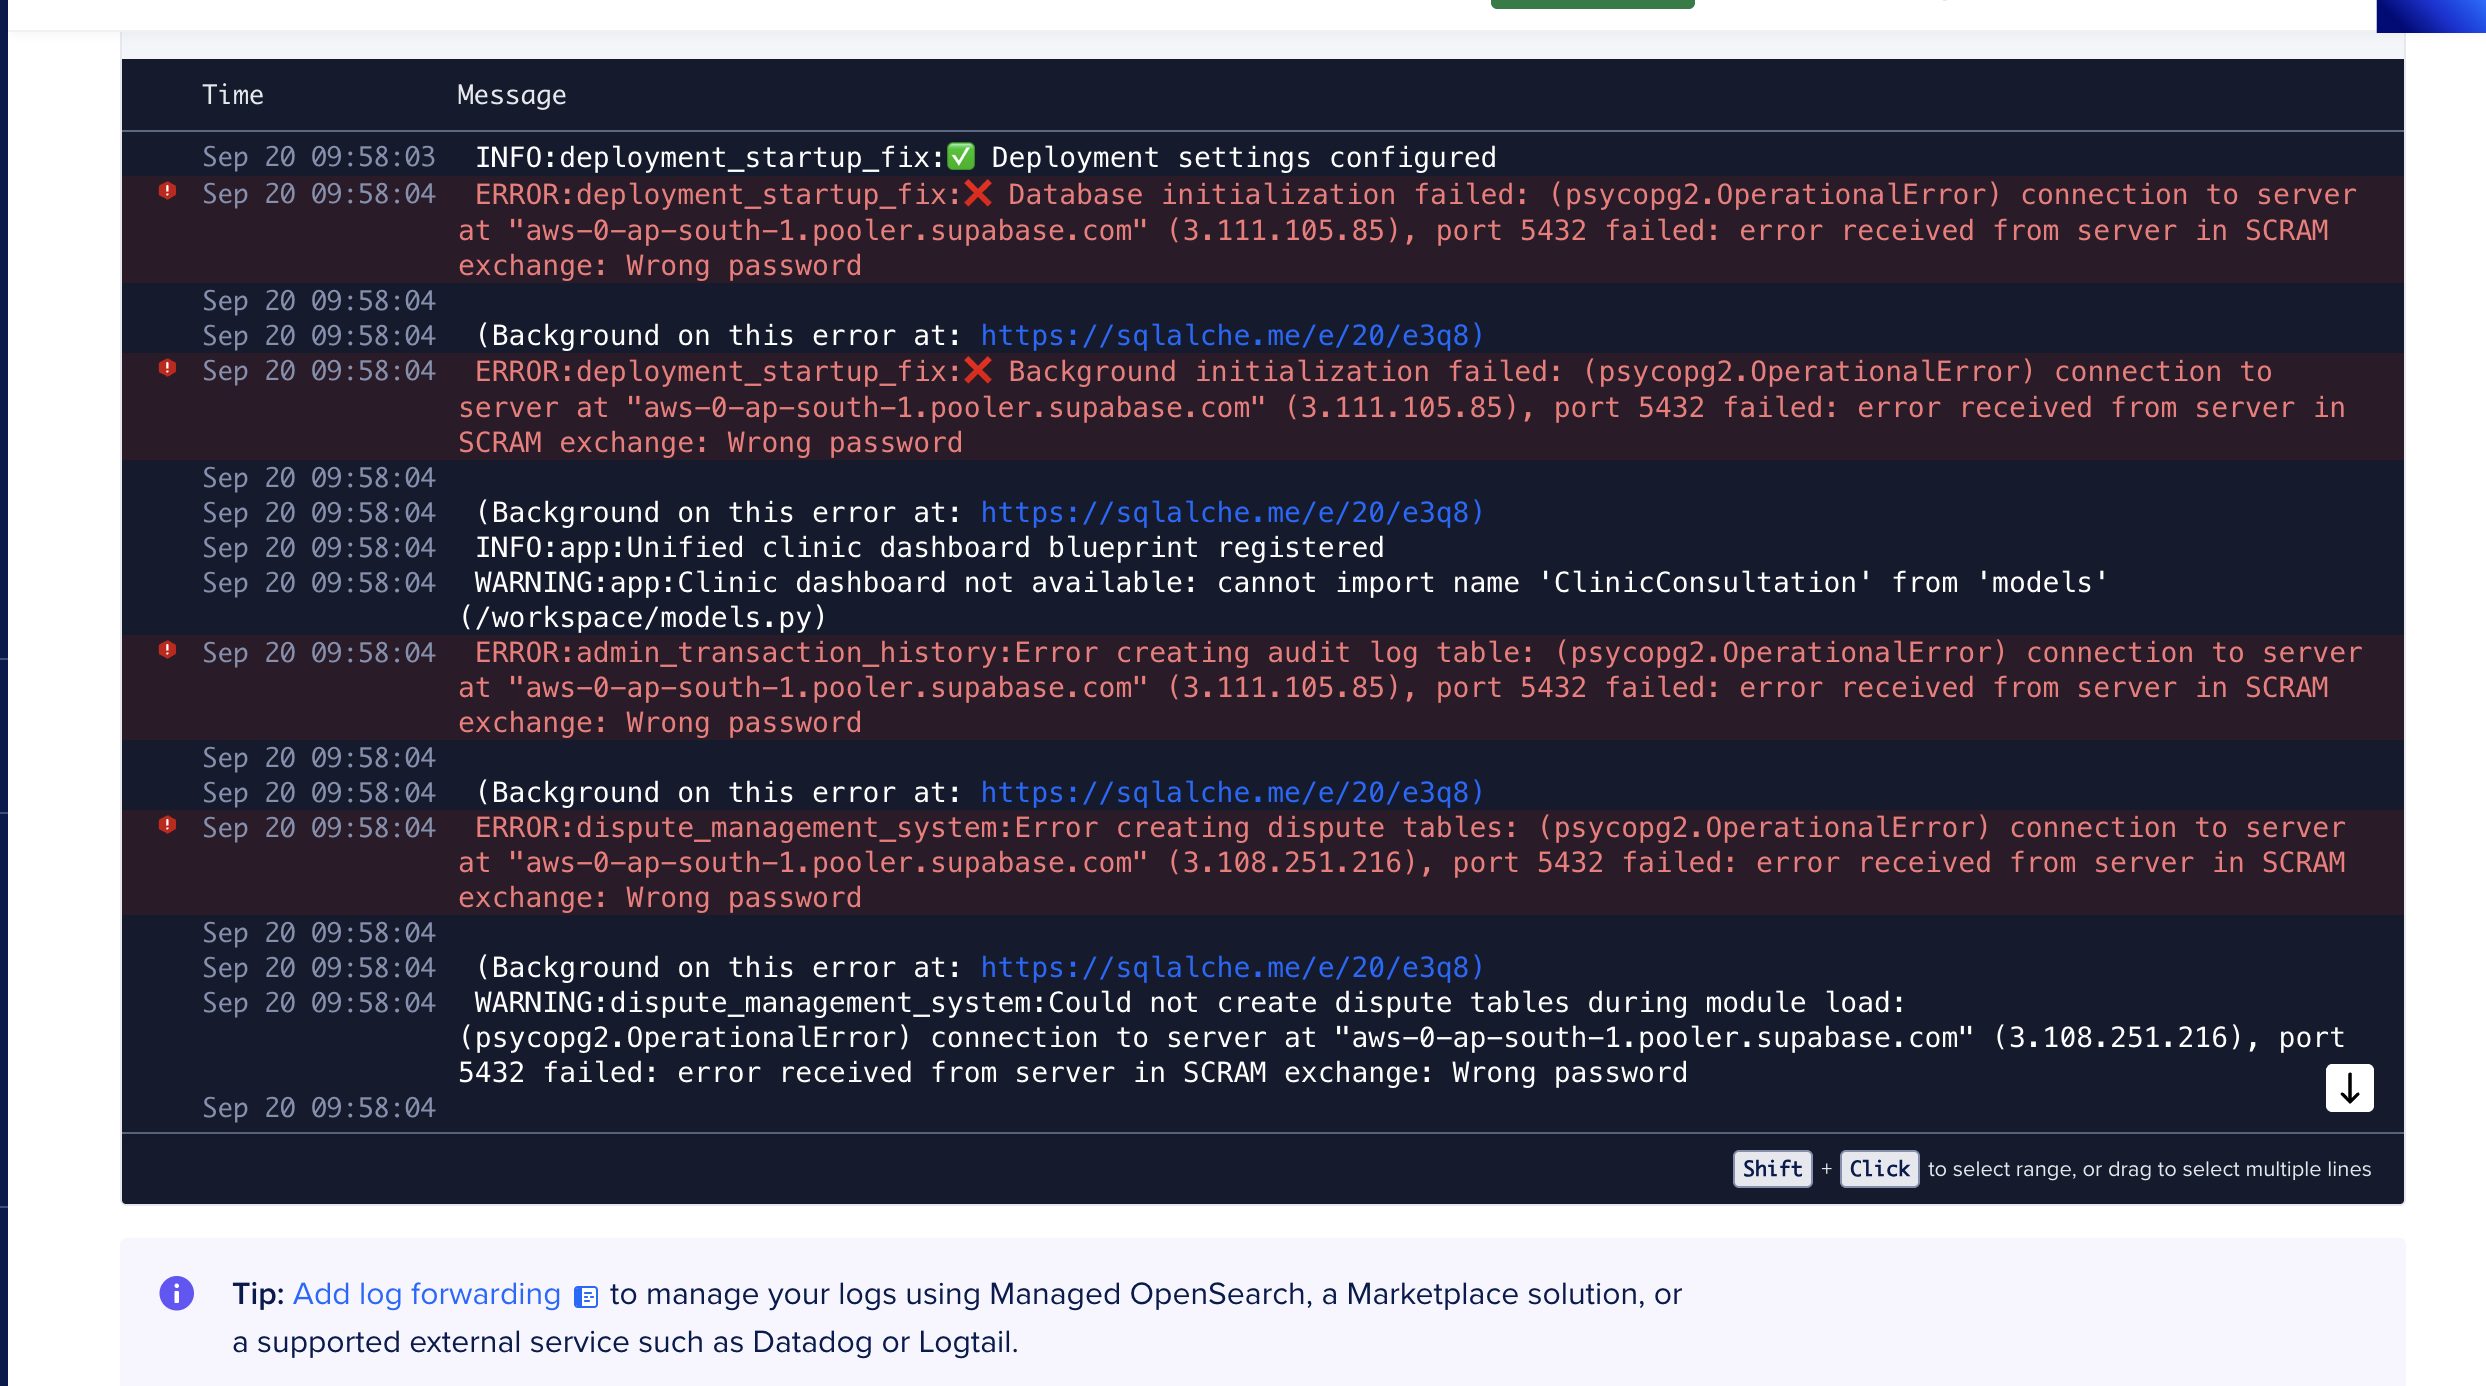 Time Message
Sep 20 09:58:03 INFO:deployment_startup_fix:✅ Deployment settings configured
Sep 20 09:58:04 ERROR:deployment_startup_fix:❌ Database initialization failed: (psycopg2.OperationalError) connection to server
at "aws-0-ap-south-1.pooler.supabase.com" (3.111.105.85), port 5432 failed: error received from server in SCRAM
exchange: Wrong password
Sep 20 09:58:04
Sep 20 09:58:04 (Background on this error at: https://sqlalche.me/e/20/e3q8)
Sep 20 09:58:04 ERROR:deployment_startup_fix:❌ Background initialization failed: (psycopg2.OperationalError) connection to
server at "aws-0-ap-south-1.pooler.supabase.com" (3.111.105.85), port 5432 failed: error received from server in
SCRAM exchange: Wrong password
Sep 20 09:58:04
Sep 20 09:58:04 (Background on this error at: https://sqlalche.me/e/20/e3q8)
Sep 20 09:58:04 INFO:app:Unified clinic dashboard blueprint registered
Sep 20 09:58:04 WARNING:app:Clinic dashboard not available: cannot import name 'ClinicConsultation' from 'models'
(/workspace/models.py)
Sep 20 09:58:04 ERROR:admin_transaction_history:Error creating audit log table: (psycopg2.OperationalError) connection to server
at "aws-0-ap-south-1.pooler.supabase.com" (3.111.105.85), port 5432 failed: error received from server in SCRAM
exchange: Wrong password
Sep 20 09:58:04
Sep 20 09:58:04 (Background on this error at: https://sqlalche.me/e/20/e3q8)
Sep 20 09:58:04 ERROR:dispute_management_system:Error creating dispute tables: (psycopg2.OperationalError) connection to server
at "aws-0-ap-south-1.pooler.supabase.com" (3.108.251.216), port 5432 failed: error received from server in SCRAM
exchange: Wrong password
Sep 20 09:58:04
Sep 20 09:58:04 (Background on this error at: https://sqlalche.me/e/20/e3q8)
Sep 20 09:58:04 WARNING:dispute_management_system:Could not create dispute tables during module load:
(psycopg2.OperationalError) connection to server at "aws-0-ap-south-1.pooler.supabase.com" (3.108.251.216), port
5432 failed: error received from server in SCRAM exchange: Wrong password
Sep 20 09:58:04
Shift + Click to select range, or drag to select multiple lines
Tip: Add log forwarding to manage your logs using Managed OpenSearch, a Marketplace solution, or
a supported external service such as Datadog or Logtail.